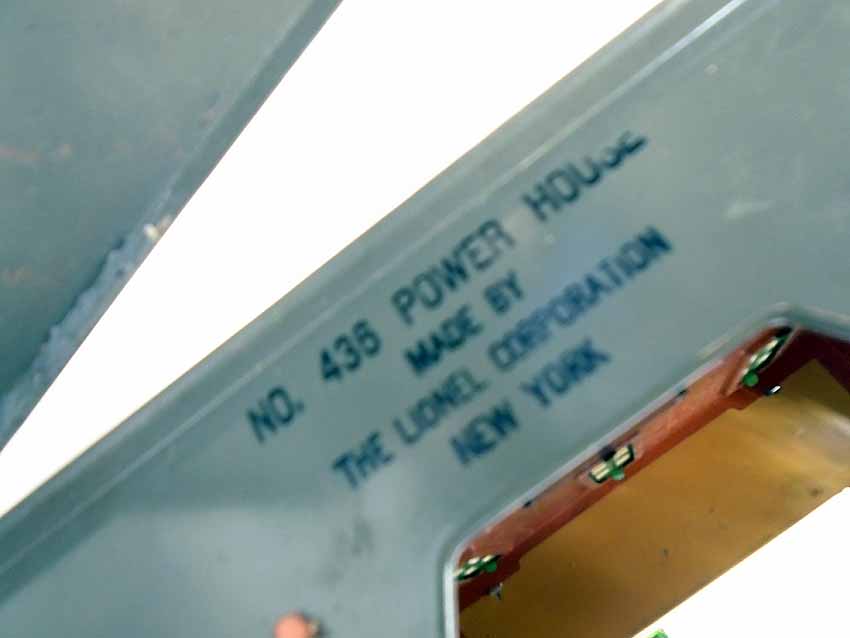 NO. 436 POWER HOUSE
MADE BY
THE LIONEL CORPORATION
NEW YORK